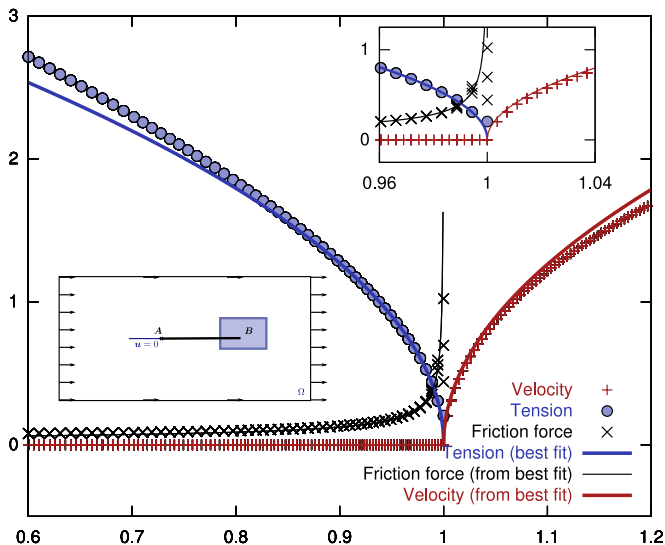 3
2
1
0
0.6
0.7
0.8
0.9
1
1.1
1.2
1
0
0.96
1
1.04
A
B
u = 0
Ω
Velocity
Tension
Friction force
Tension (best fit)
Friction force (from best fit)
Velocity (from best fit)